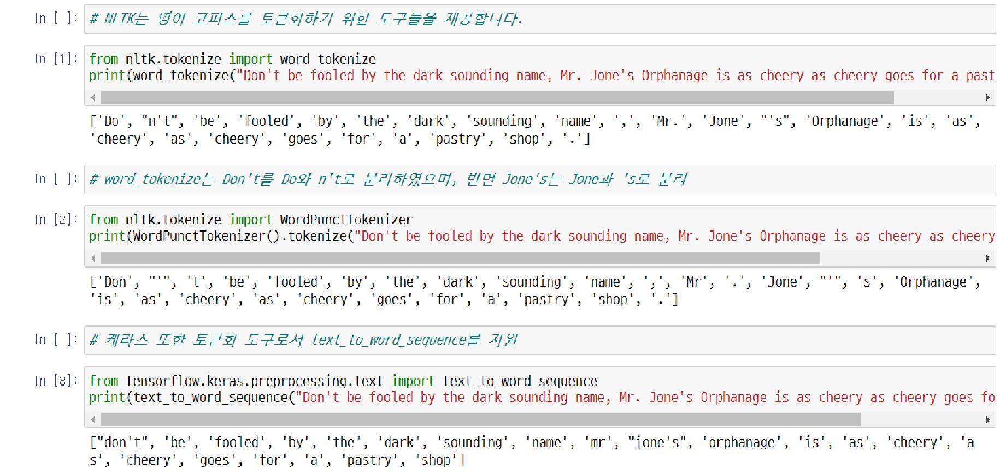 In [ ]: # NLTK는 영어 코퍼스를 토큰화하기 위한 도구들을 제공합니다.
In [1]: from nltk.tokenize import word_tokenize
print(word_tokenize("Don't be fooled by the dark sounding name, Mr. Jone's Orphanage is as cheery as cheery goes for a past
['Do', "n't", 'be', 'fooled', 'by', 'the', 'dark', 'sounding', 'name', ',', 'Mr.', 'Jone', "'s", 'Orphanage', 'is', 'as',
'cheery', 'as', 'cheery', 'goes', 'for', 'a', 'pastry', 'shop', '.']
In [ ]: # word_tokenize는 Don't를 Do와 n't로 분리하였으며, 반면 Jone's는 Jone과 's로 분리
In [2]: from nltk.tokenize import WordPunctTokenizer
print(WordPunctTokenizer().tokenize("Don't be fooled by the dark sounding name, Mr. Jone's Orphanage is as cheery as cheery
['Don', "'", 't', 'be', 'fooled', 'by', 'the', 'dark', 'sounding', 'name', ',', 'Mr', '.', 'Jone', "'", 's', 'Orphanage',
'is', 'as', 'cheery', 'as', 'cheery', 'goes', 'for', 'a', 'pastry', 'shop', '.']
In [ ]: # 케라스 또한 토큰화 도구로서 text_to_word_sequence를 지원
In [3]: from tensorflow.keras.preprocessing.text import text_to_word_sequence
print(text_to_word_sequence("Don't be fooled by the dark sounding name, Mr. Jone's Orphanage is as cheery as cheery goes fo
["don't", 'be', 'fooled', 'by', 'the', 'dark', 'sounding', 'name', 'mr', "jone's", 'orphanage', 'is', 'as', 'cheery', 'a
s', 'cheery', 'goes', 'for', 'a', 'pastry', 'shop']